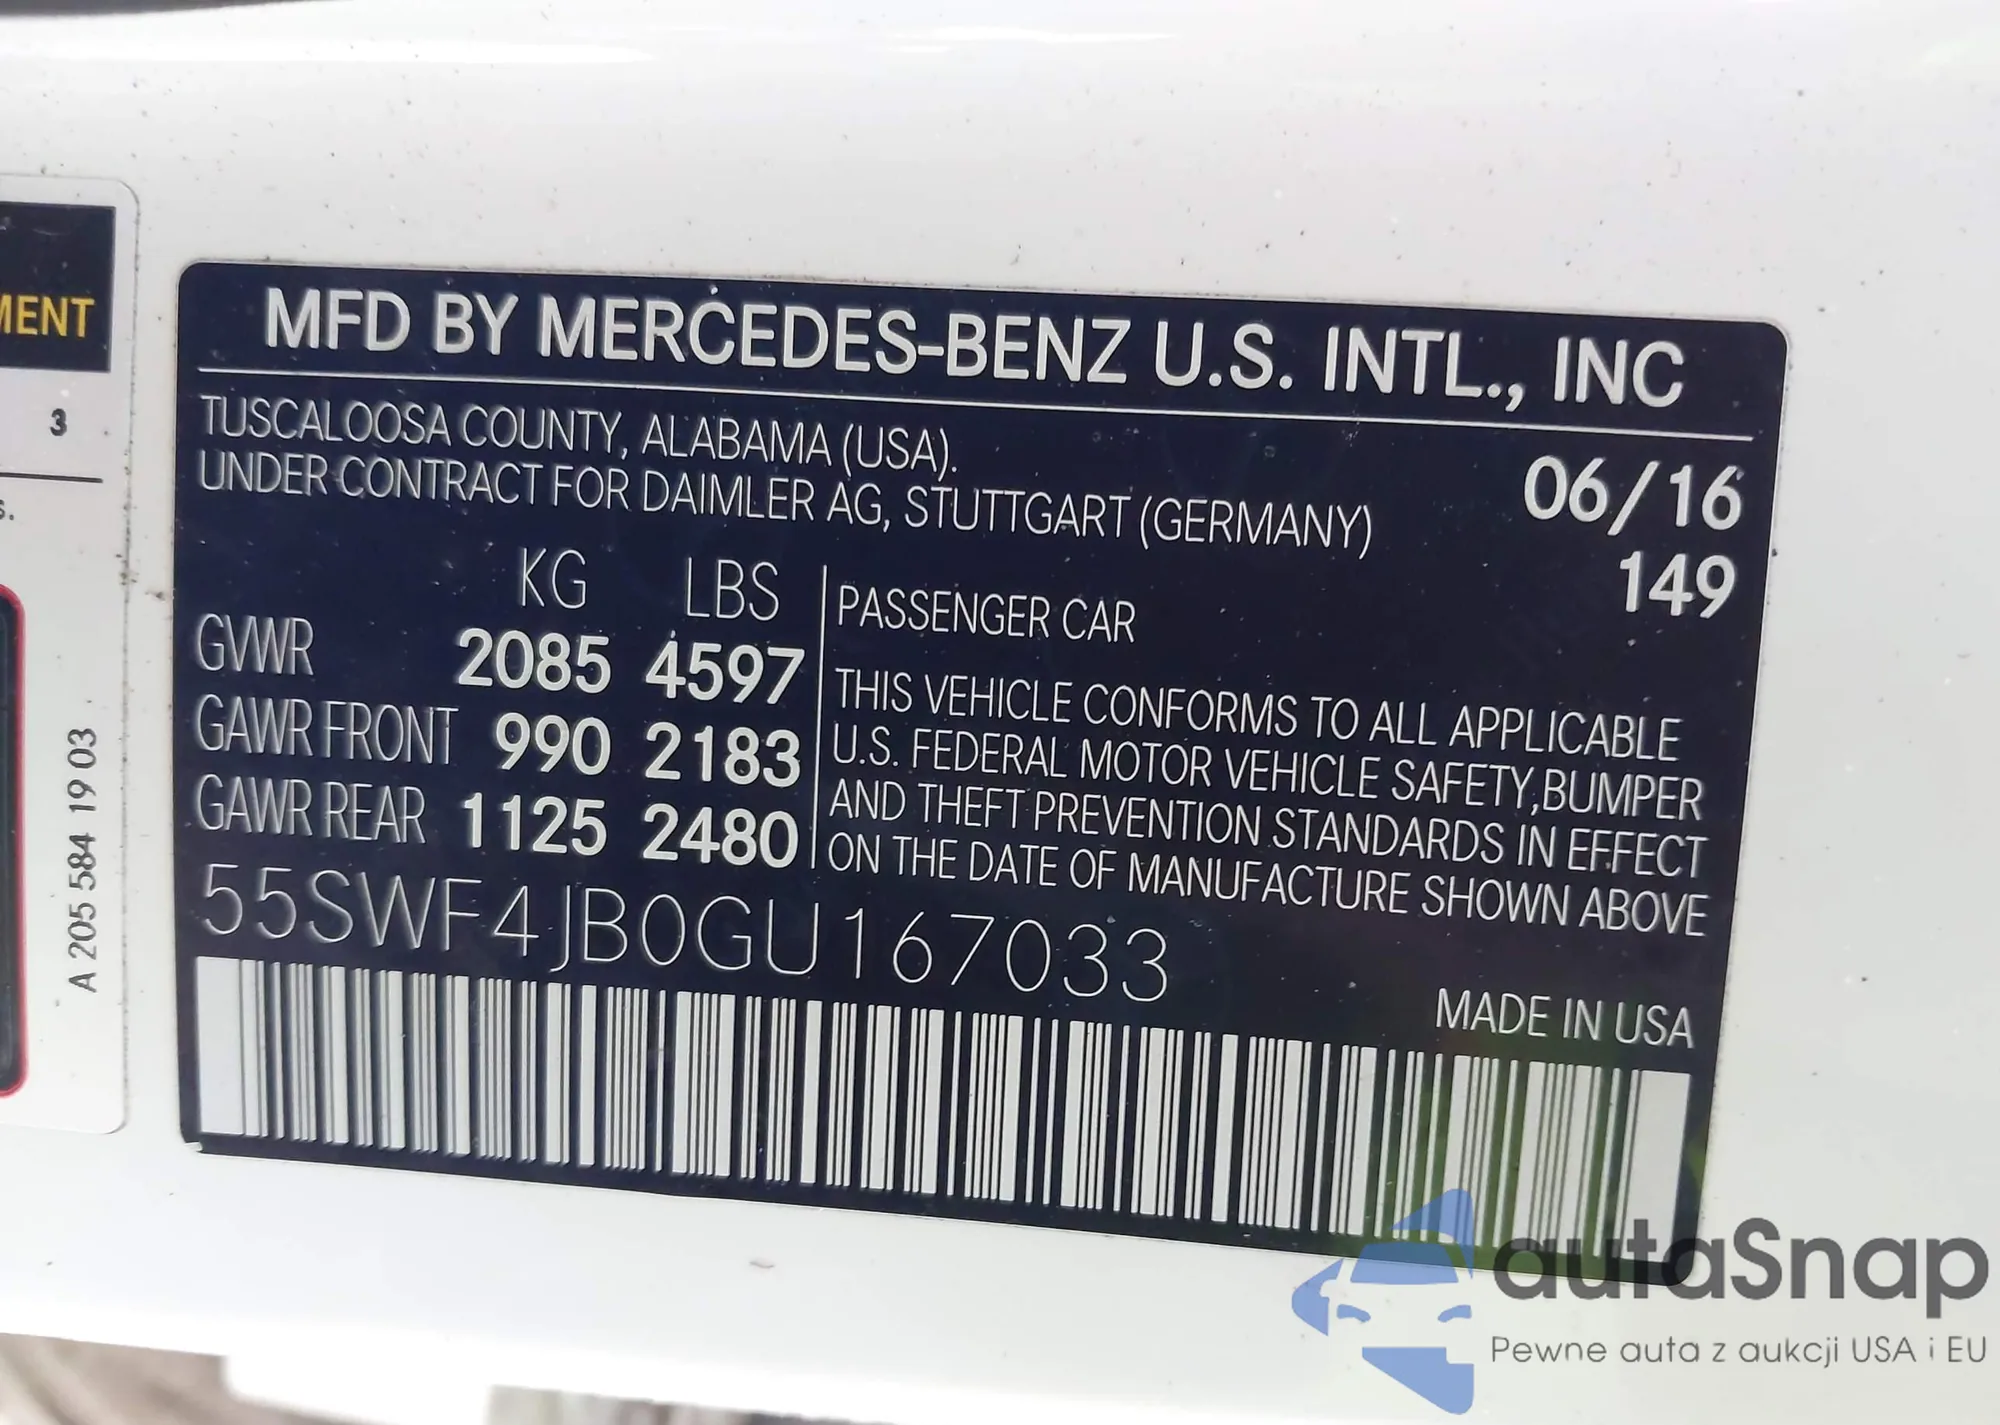 MENT
3
s.
A 205 584 19 03
MFD BY MERCEDES-BENZ U.S. INTL., INC
TUSCALOOSA COUNTY, ALABAMA (USA).
UNDER CONTRACT FOR DAIMLER AG, STUTTGART (GERMANY)
06/16
149
KG LBS
GVWR 2085 4597
GAWR FRONT 990 2183
GAWR REAR 1125 2480
PASSENGER CAR
THIS VEHICLE CONFORMS TO ALL APPLICABLE
U.S. FEDERAL MOTOR VEHICLE SAFETY, BUMPER
AND THEFT PREVENTION STANDARDS IN EFFECT
ON THE DATE OF MANUFACTURE SHOWN ABOVE
55SWF4JB0GU167033
MADE IN USA
autaSnap
Pewne auta z aukcji USA i EU